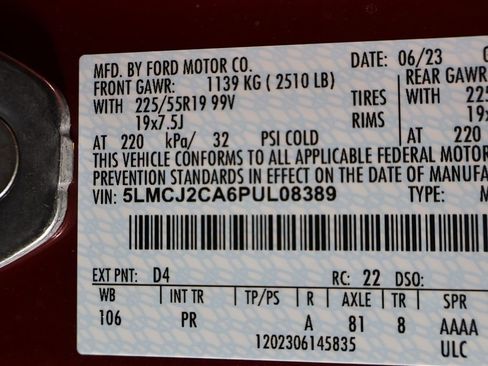 MFD. BY FORD MOTOR CO.
DATE: 06/23
FRONT GAWR: 1139 KG ( 2510 LB)
REAR GAWR
WITH 225/55R19 99V TIRES WITH 225
19x7.5J RIMS 19x
AT 220 kPa/ 32 PSI COLD AT 220
THIS VEHICLE CONFORMS TO ALL APPLICABLE FEDERAL MOTOR
PREVENTION STANDARDS IN EFFECT ON THE DATE OF MANUFA
VIN: 5LMCJ2CA6PUL08389 TYPE: M
EXT PNT: D4 RC: 22 DSO:
WB INT TR TP/PS R AXLE TR SPR
106 PR A 81 8 AAAA
1202306145835 ULC